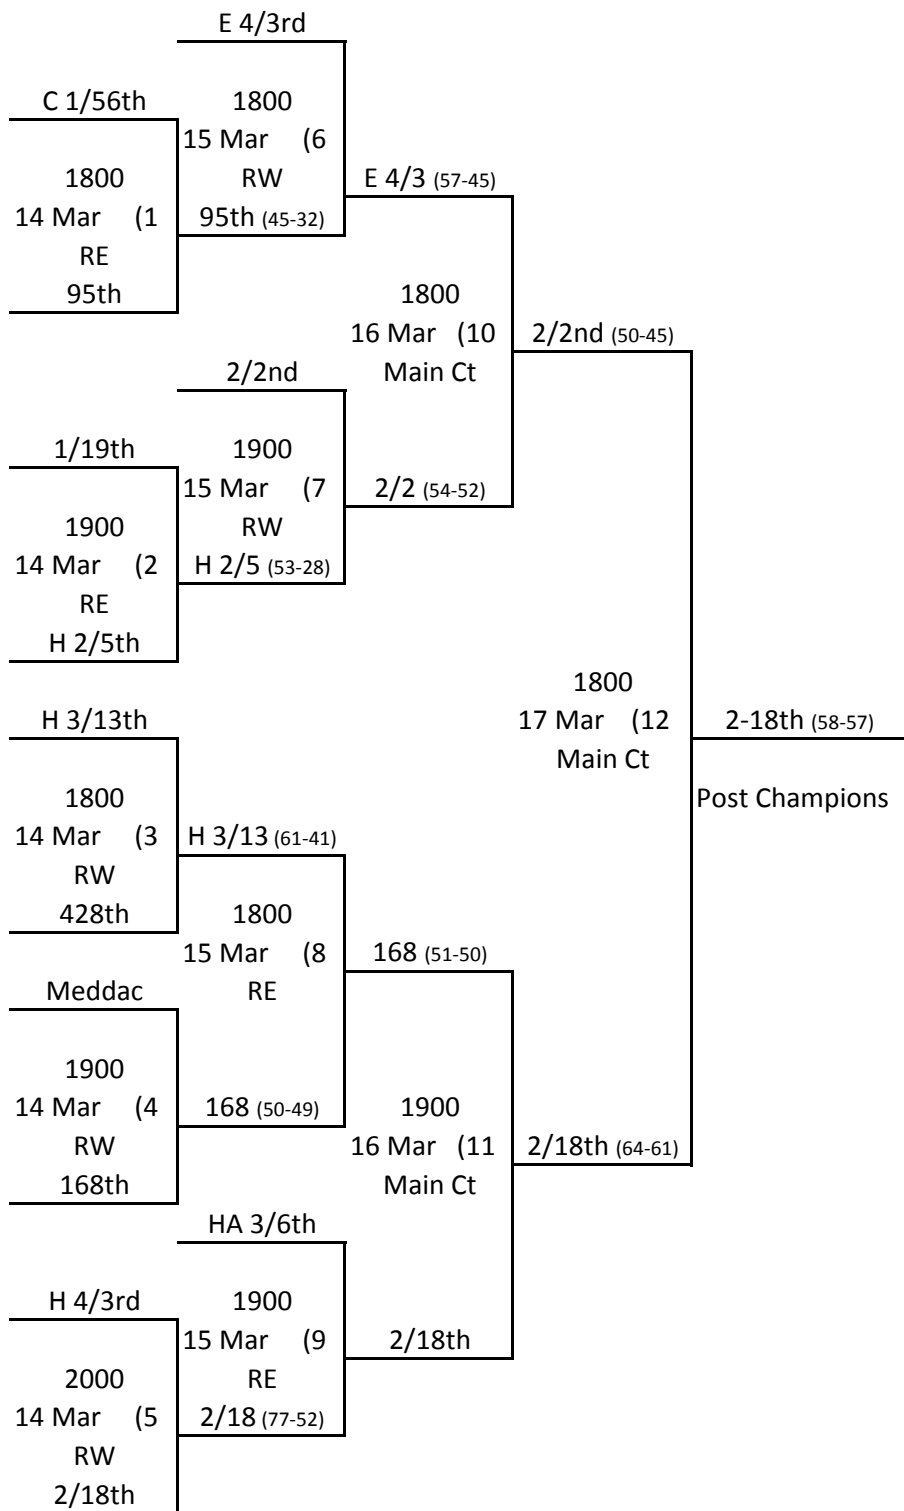 E 4/3rd
C 1/56th
1800
15 Mar (6
RW
1800
14 Mar (1
RE
95th (45-32)
95th
E 4/3 (57-45)
1800
16 Mar (10
Main Ct
2/2nd (50-45)
2/2nd
1/19th
1900
15 Mar (7
RW
1900
14 Mar (2
RE
H 2/5 (53-28)
H 2/5th
2/2 (54-52)
1800
17 Mar (12
Main Ct
2-18th (58-57)
Post Champions
H 3/13th
1800
14 Mar (3
RW
428th
H 3/13 (61-41)
1800
15 Mar (8
RE
168 (51-50)
Meddac
1900
14 Mar (4
RW
168th
168 (50-49)
1900
16 Mar (11
Main Ct
2/18th (64-61)
HA 3/6th
H 4/3rd
1900
15 Mar (9
RE
2/18th
2000
14 Mar (5
RW
2/18 (77-52)
2/18th